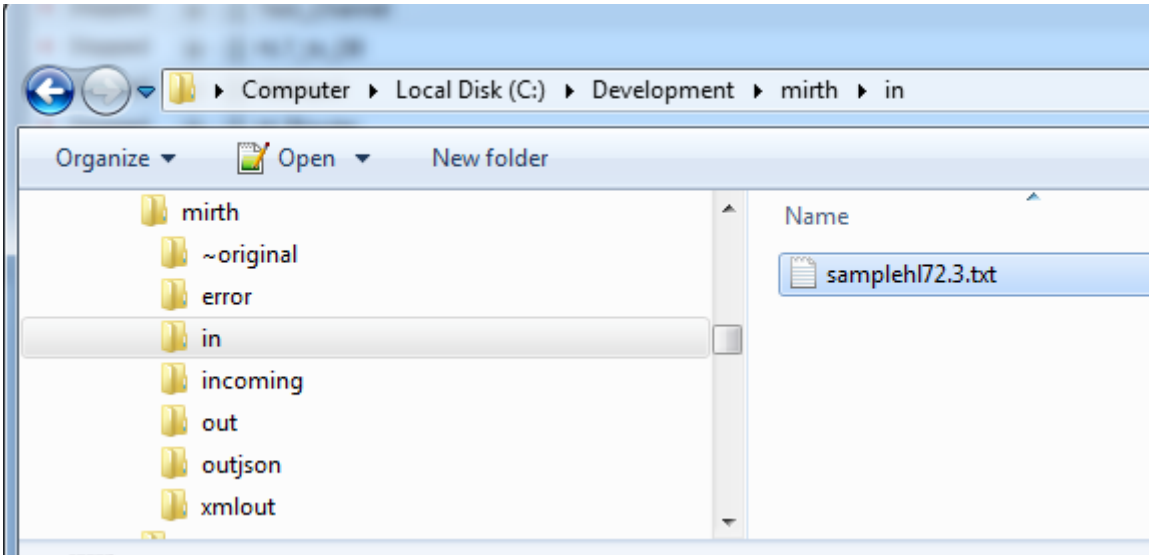 Computer Local Disk (C:) Development mirth in
Organize Open New folder
mirth
~original
error
in
incoming
out
outjson
xmlout
Name
samplehl72.3.txt